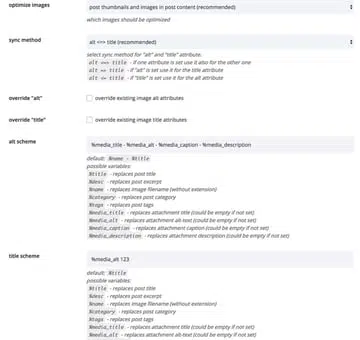 optimize images
post thumbnails and images in post content (recommended)
which images should be optimized
sync method
alt <=> title (recommended)
select sync method for "alt" and "title" attribute.
alt <=> title - if one attribute is set use it also for the other one
alt => title - if "alt" is set use it for the title attribute
alt <= title - if "title" is set use it for the alt attribute
override "alt"
override existing image alt attributes
override "title"
override existing image title attributes
alt scheme
%media_title - %media_alt - %media_caption - %media_description
default: %name - %title
possible variables:
%title - replaces post title
%desc - replaces post excerpt
%name - replaces image filename (without extension)
%category - replaces post category
%tags - replaces post tags
%media_title - replaces attachment title (could be empty if not set)
%media_alt - replaces attachment alt-text (could be empty if not set)
%media_caption - replaces attachment caption (could be empty if not set)
%media_description - replaces attachment description (could be empty if not set)
title scheme
%media_alt 123
default: %title
possible variables:
%title - replaces post title
%desc - replaces post excerpt
%name - replaces image filename (without extension)
%category - replaces post category
%tags - replaces post tags
%media_title - replaces attachment title (could be empty if not set)
%media_alt - replaces attachment alt-text (could be empty if not set)